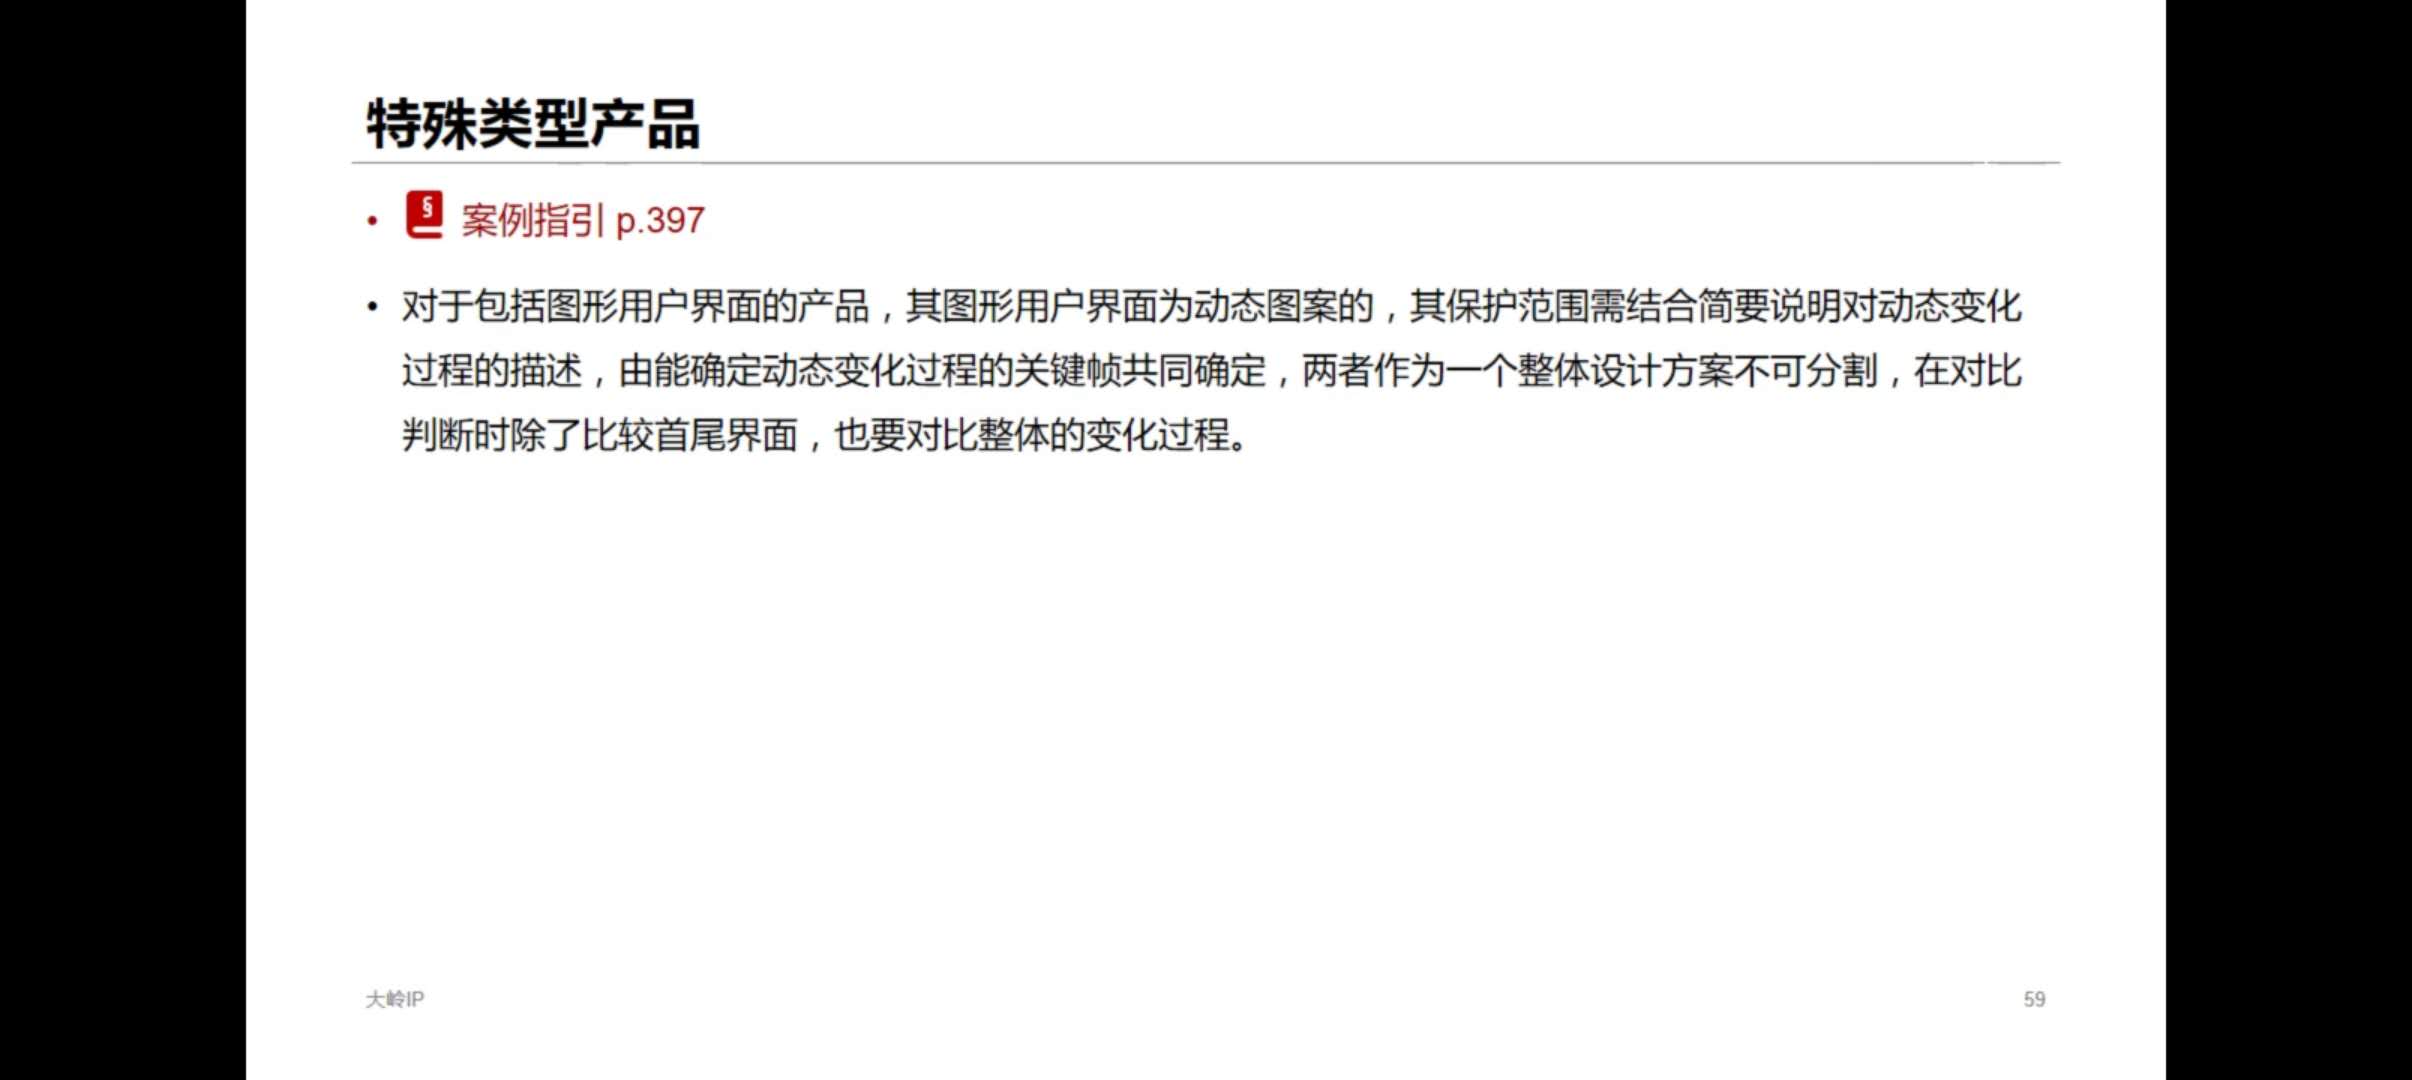 特殊类型产品
• § 案例指引 p.397
• 对于包括图形用户界面的产品，其图形用户界面为动态图案的，其保护范围需结合简要说明对动态变化
过程的描述，由能确定动态变化过程的关键帧共同确定，两者作为一个整体设计方案不可分割，在对比
判断时除了比较首尾界面，也要对比整体的变化过程。
大岭IP
59